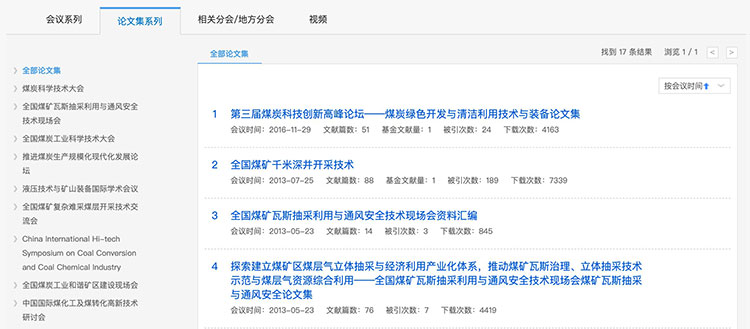 会议系列 论文集系列 相关分会/地方分会 视频
全部论文集 找到 17 条结果 浏览 1 / 1 < >
按会议时间
> 全部论文集
> 煤炭科学技术大会
> 全国煤矿瓦斯抽采利用与通风安全
技术现场会
> 全国煤炭工业科学技术大会
> 推进煤炭生产规模化现代化发展论
坛
> 液压技术与矿山装备国际学术会议
> 全国煤矿复杂难采煤层开采技术交
流会
> China International Hi-tech
Symposium on Coal Conversion
and Coal Chemical Industry
> 全国煤炭工业和谐矿区建设现场会
> 中国国际煤化工及煤转化高新技术
研讨会
1 第三届煤炭科技创新高峰论坛——煤炭绿色开发与清洁利用技术与装备论文集
会议时间：2016-11-29 文献篇数：51 基金文献量：1 被引次数：24 下载次数：4163
2 全国煤矿千米深井开采技术
会议时间：2013-07-25 文献篇数：88 基金文献量：1 被引次数：189 下载次数：7339
3 全国煤矿瓦斯抽采利用与通风安全技术现场会资料汇编
会议时间：2013-05-23 文献篇数：14 被引次数：3 下载次数：845
4 探索建立煤矿区煤层气立体抽采与经济利用产业化体系，推动煤矿瓦斯治理、立体抽采技术
示范与煤层气资源综合利用——全国煤矿瓦斯抽采利用与通风安全技术现场会煤矿瓦斯抽采
与通风安全论文集
会议时间：2013-05-23 文献篇数：76 被引次数：7 下载次数：4419